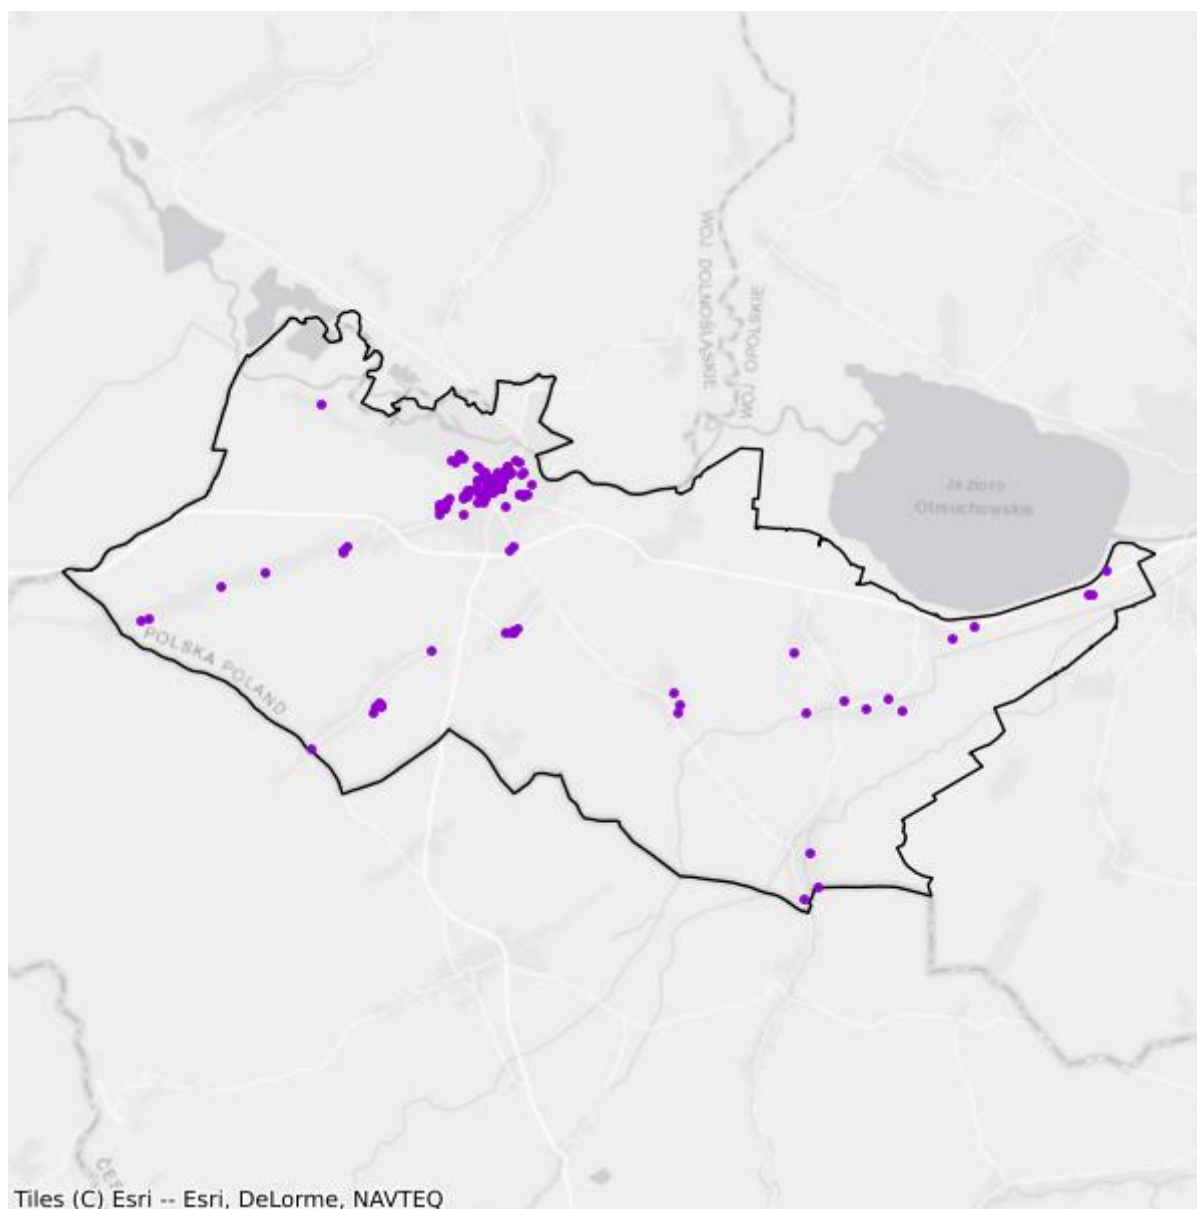 WOJ DOLNOŚLĄSKIE
WOJ OPOLSKIE
Jezioro
Otmuchowskie
POLSKA POLAND
Tiles (C) Esri -- Esri, DeLorme, NAVTEQ